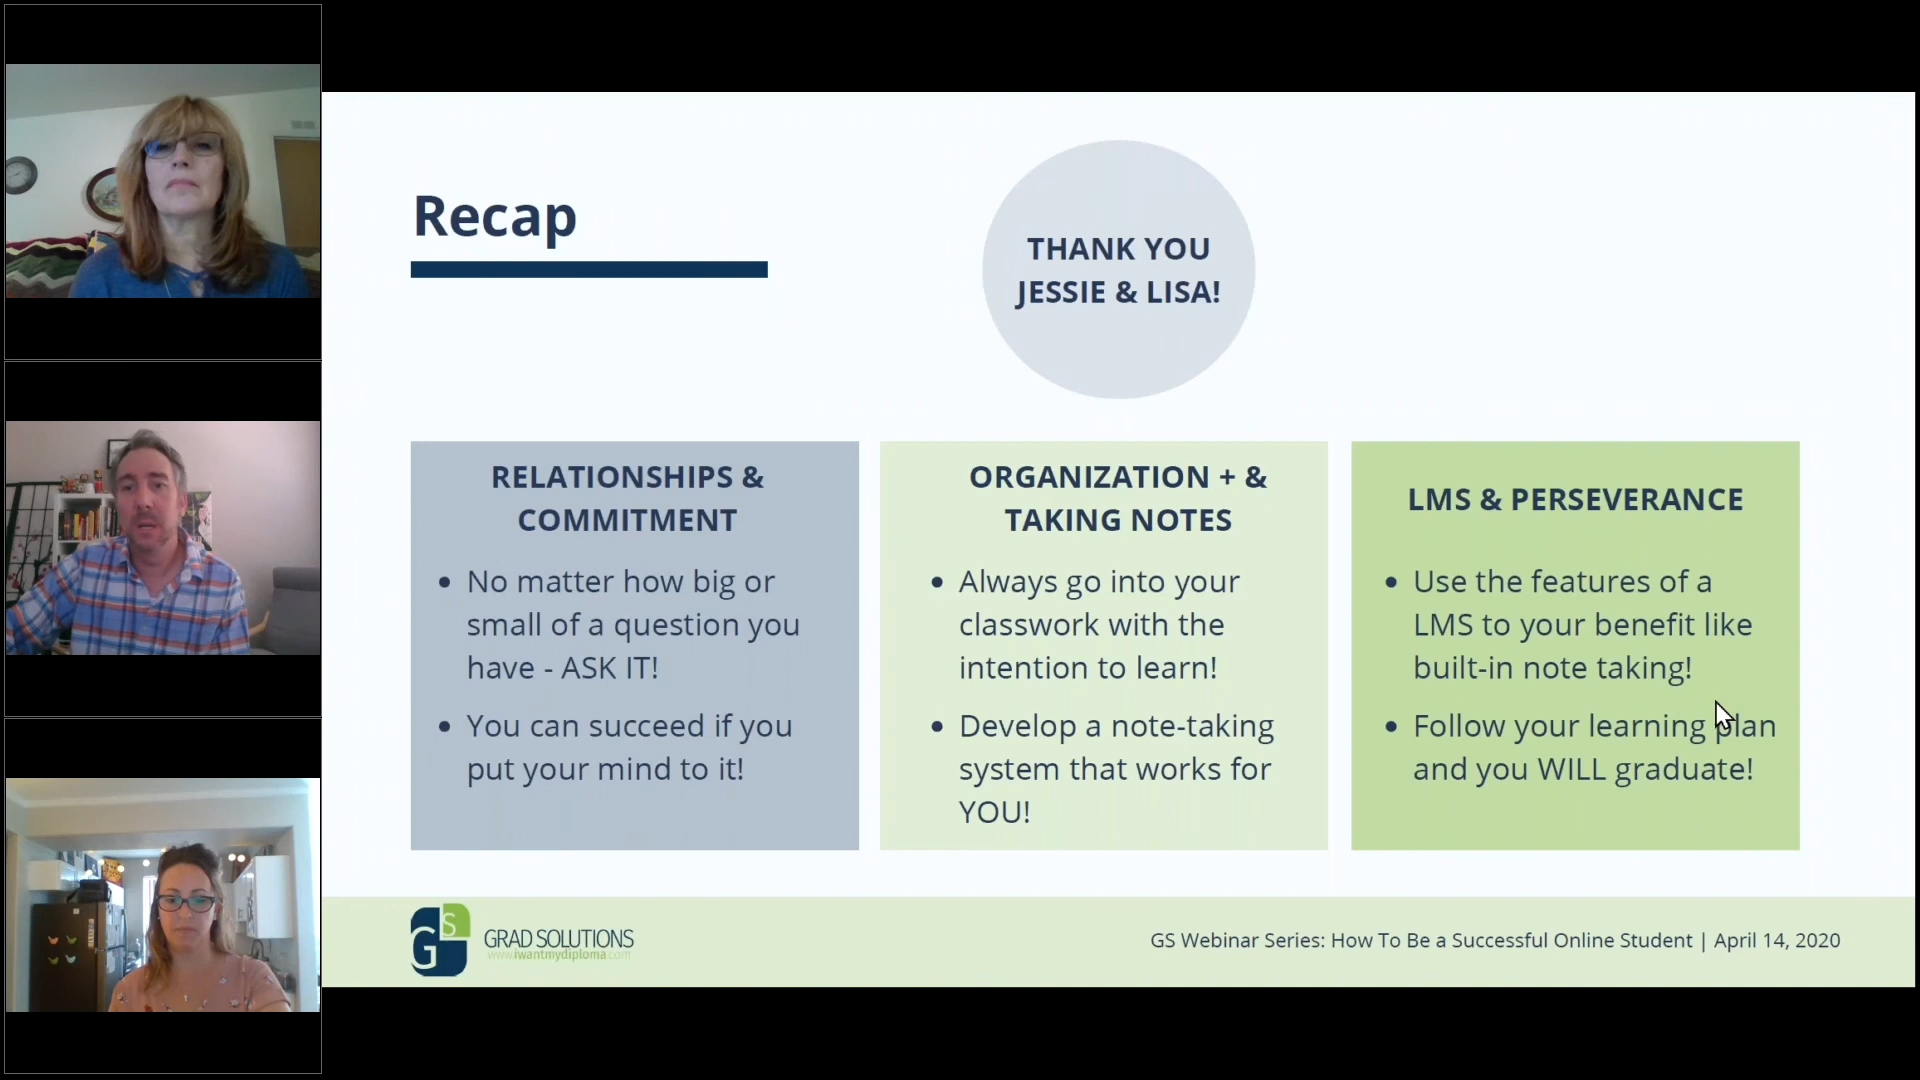 Recap
THANK YOU
JESSIE & LISA!
RELATIONSHIPS &
COMMITMENT
• No matter how big or
small of a question you
have - ASK IT!
• You can succeed if you
put your mind to it!
ORGANIZATION + &
TAKING NOTES
• Always go into your
classwork with the
intention to learn!
• Develop a note-taking
system that works for
YOU!
LMS & PERSEVERANCE
• Use the features of a
LMS to your benefit like
built-in note taking!
• Follow your learning plan
and you WILL graduate!
GS
GRAD SOLUTIONS
www.iwantmydiploma.com
GS Webinar Series: How To Be a Successful Online Student | April 14, 2020